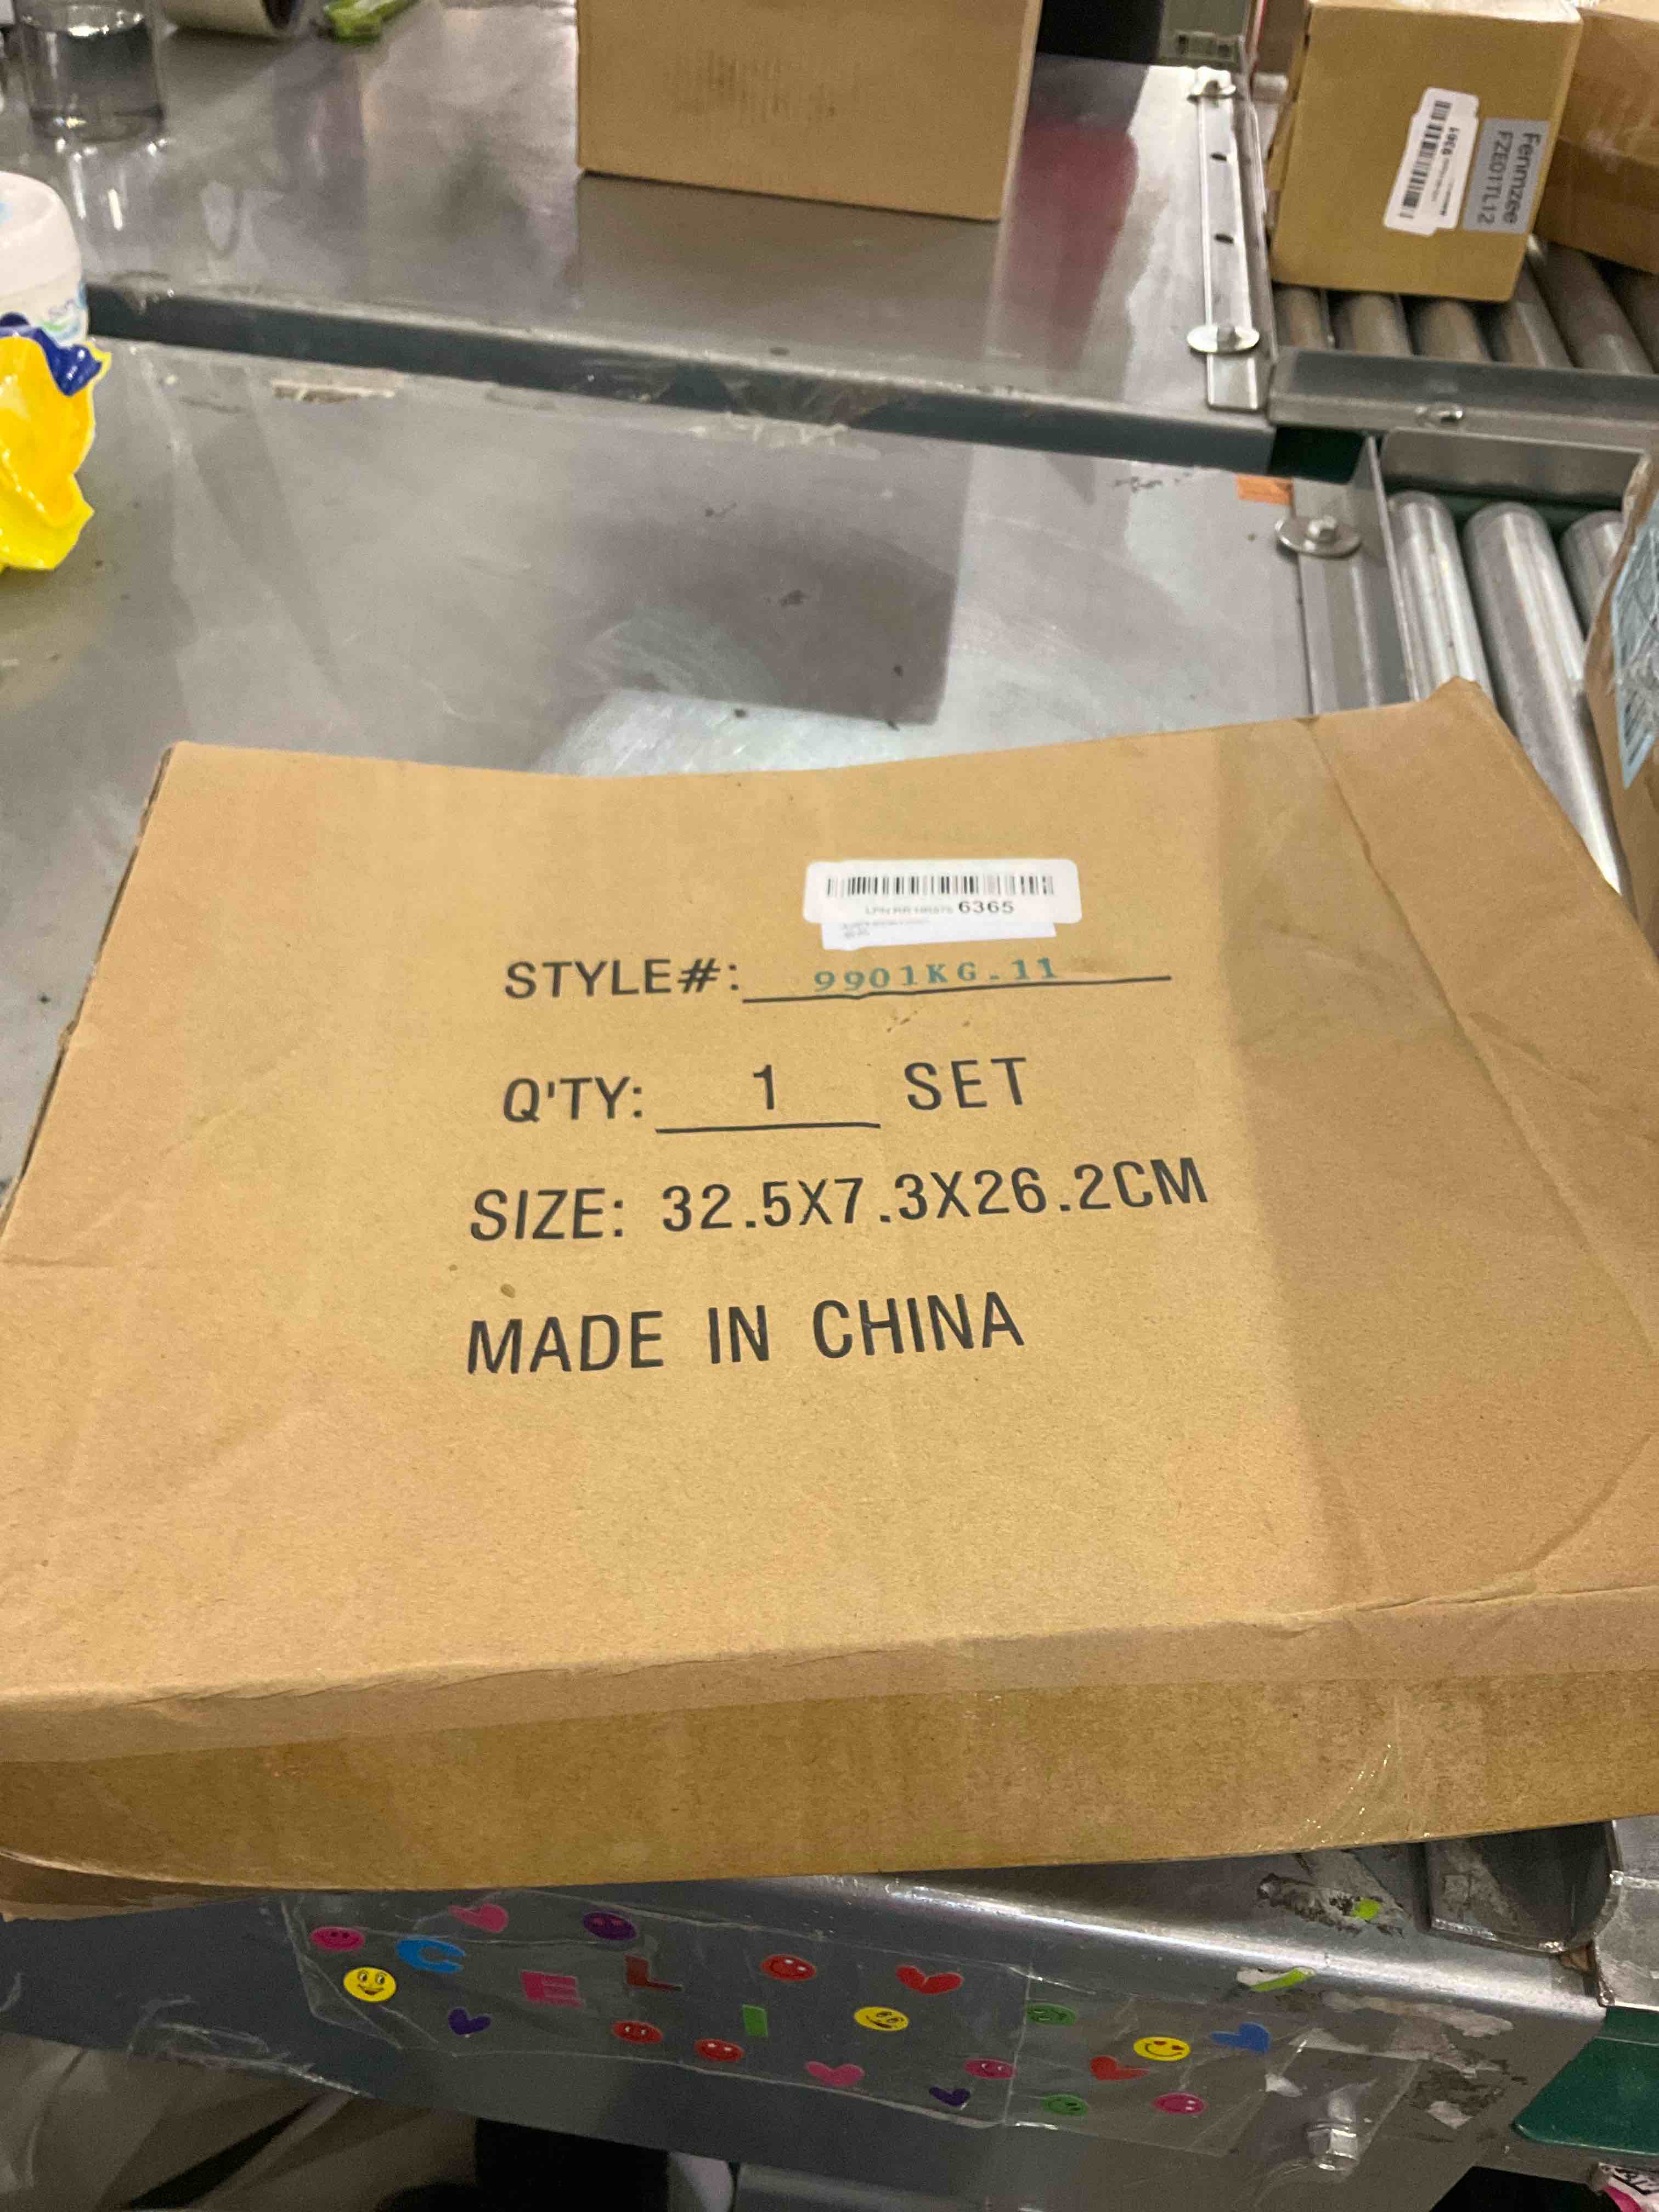 Fenmzee
FZE01TL12
6365
STYLE#: 9901KG.11
Q'TY: 1 SET
SIZE: 32.5X7.3X26.2CM
MADE IN CHINA
C E L I